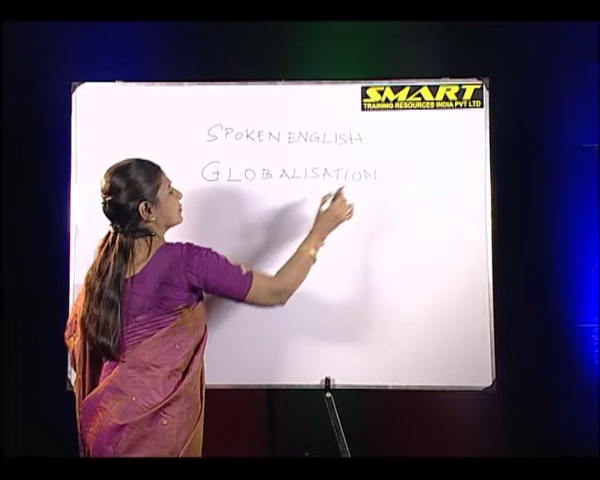 SMART
TRAINING RESOURCES INDIA PVT LTD
SPOKEN ENGLISH
GLOBALISATION